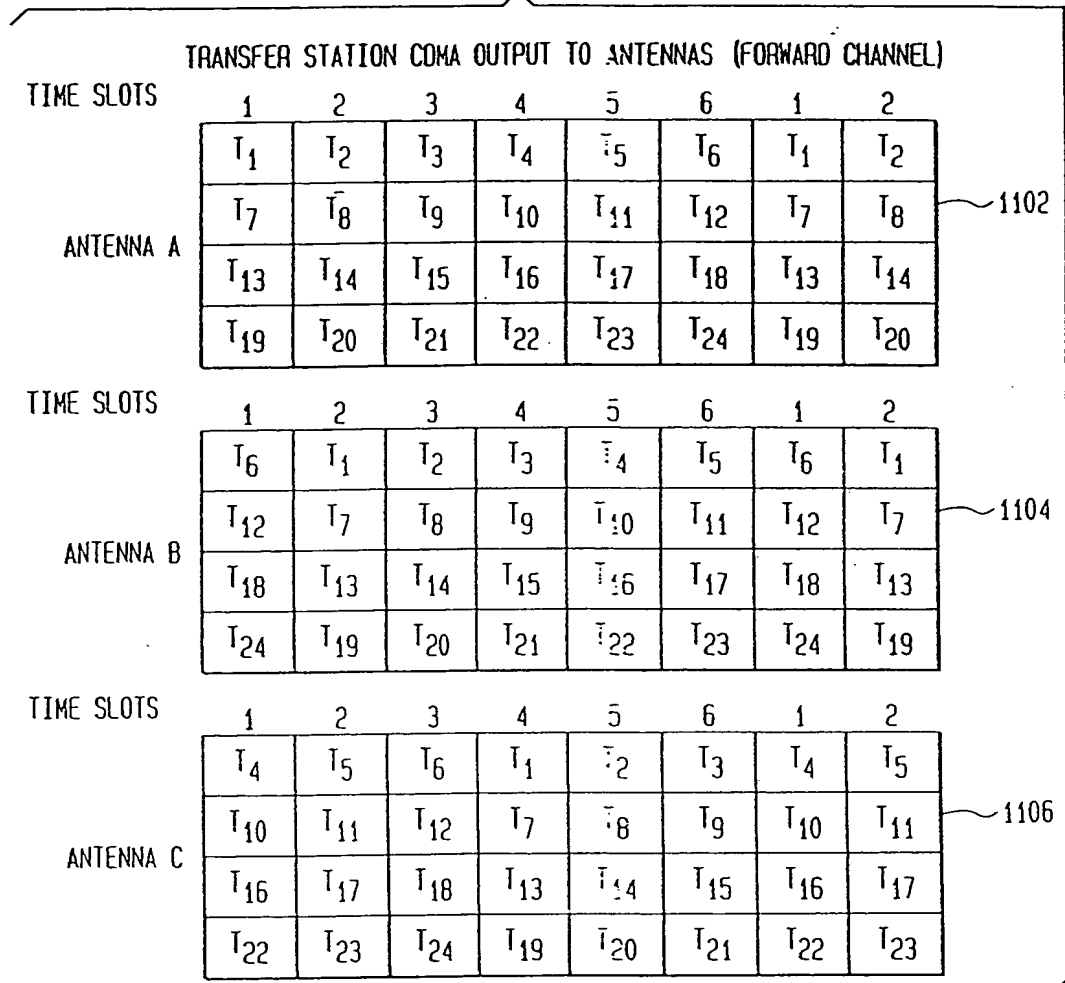 TRANSFER STATION CDMA OUTPUT TO ANTENNAS (FORWARD CHANNEL)
TIME SLOTS 1 2 3 4 5 6 1 2
T1 T2 T3 T4 T5 T6 T1 T2
T7 T8 T9 T10 T11 T12 T7 T8 1102
ANTENNA A
T13 T14 T15 T16 T17 T18 T13 T14
T19 T20 T21 T22 T23 T24 T19 T20
TIME SLOTS 1 2 3 4 5 6 1 2
T6 T1 T2 T3 T4 T5 T6 T1
T12 T7 T8 T9 T10 T11 T12 T7 1104
ANTENNA B
T18 T13 T14 T15 T16 T17 T18 T13
T24 T19 T20 T21 T22 T23 T24 T19
TIME SLOTS 1 2 3 4 5 6 1 2
T4 T5 T6 T1 T2 T3 T4 T5
T10 T11 T12 T7 T8 T9 T10 T11 1106
ANTENNA C
T16 T17 T18 T13 T14 T15 T16 T17
T22 T23 T24 T19 T20 T21 T22 T23